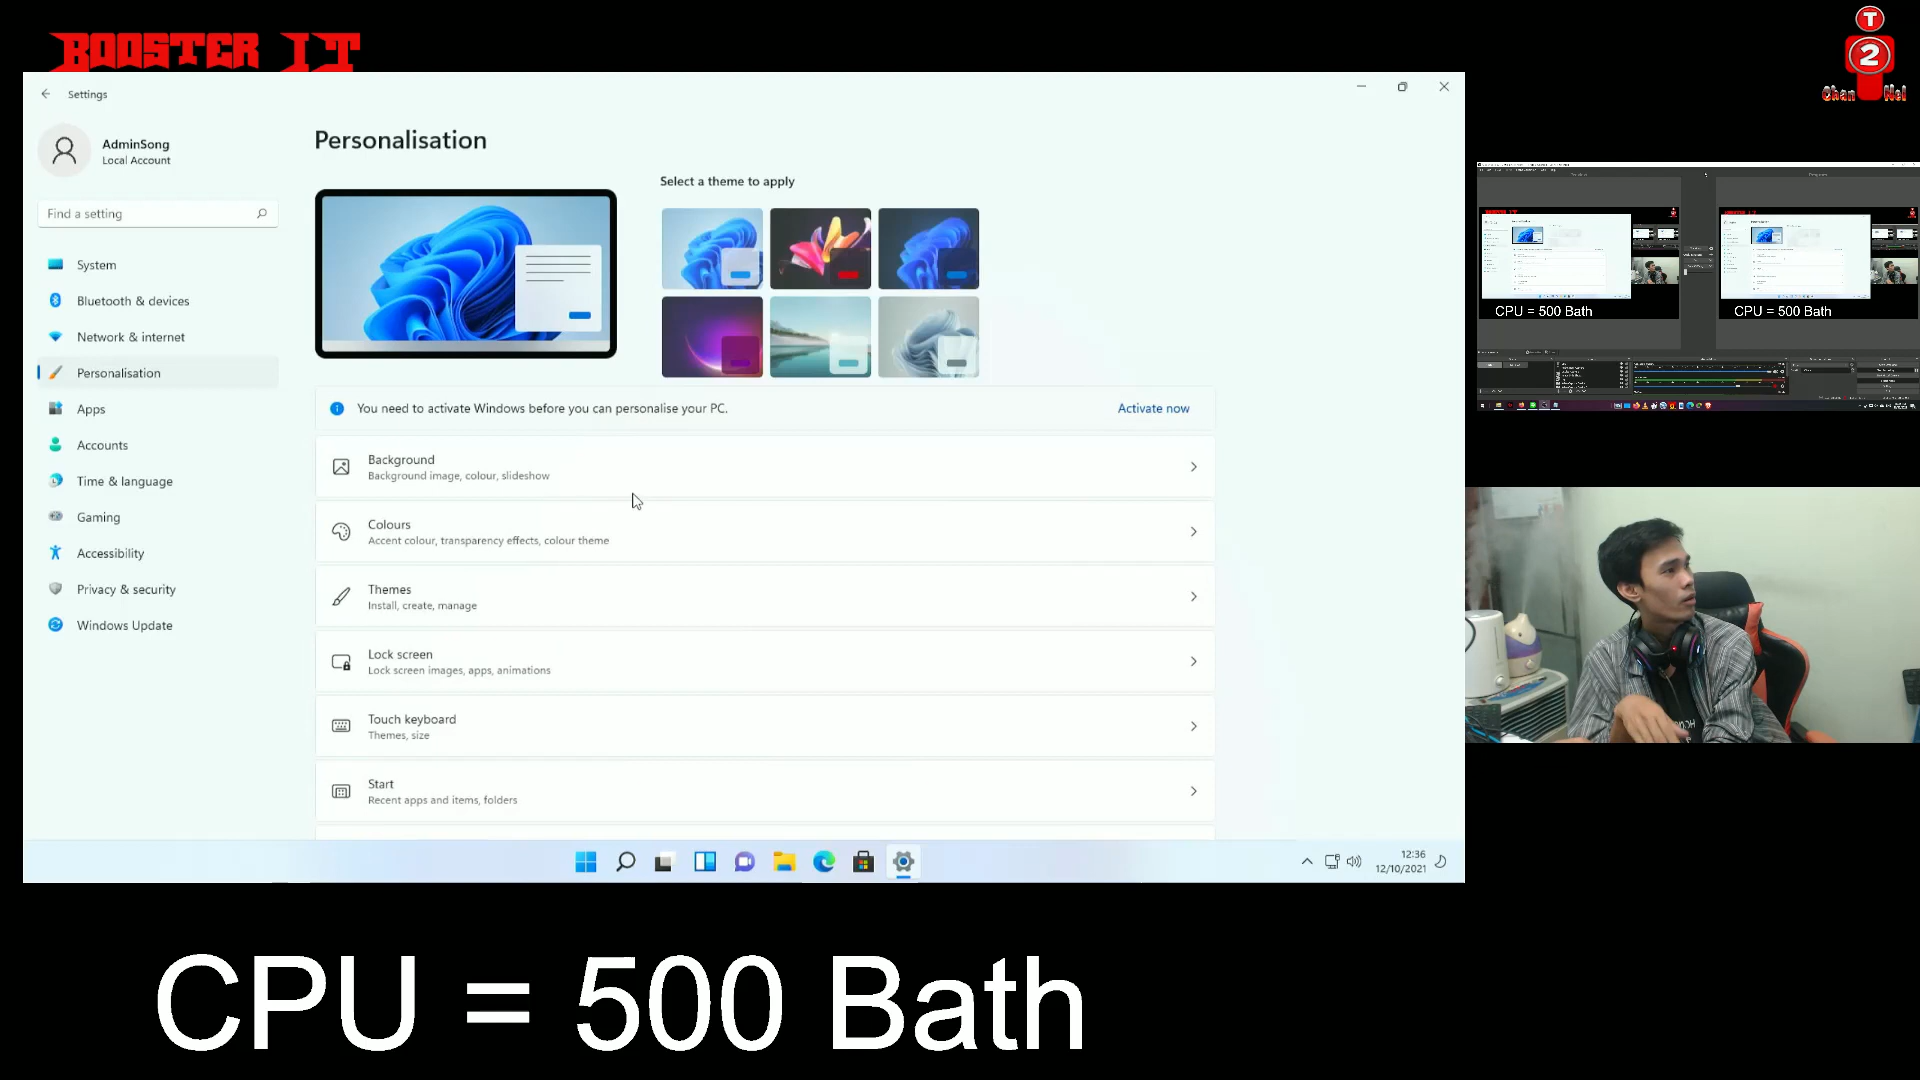 BOOSTER IT
T
2
Chan Nel
Settings
AdminSong
Local Account
Find a setting
System
Bluetooth & devices
Network & internet
Personalisation
Apps
Accounts
Time & language
Gaming
Accessibility
Privacy & security
Windows Update
Personalisation
Select a theme to apply
You need to activate Windows before you can personalise your PC.
Activate now
Background
Background image, colour, slideshow
Colours
Accent colour, transparency effects, colour theme
Themes
Install, create, manage
Lock screen
Lock screen images, apps, animations
Touch keyboard
Themes, size
Start
Recent apps and items, folders
12:36
12/10/2021
CPU = 500 Bath
CPU = 500 Bath
CPU = 500 Bath